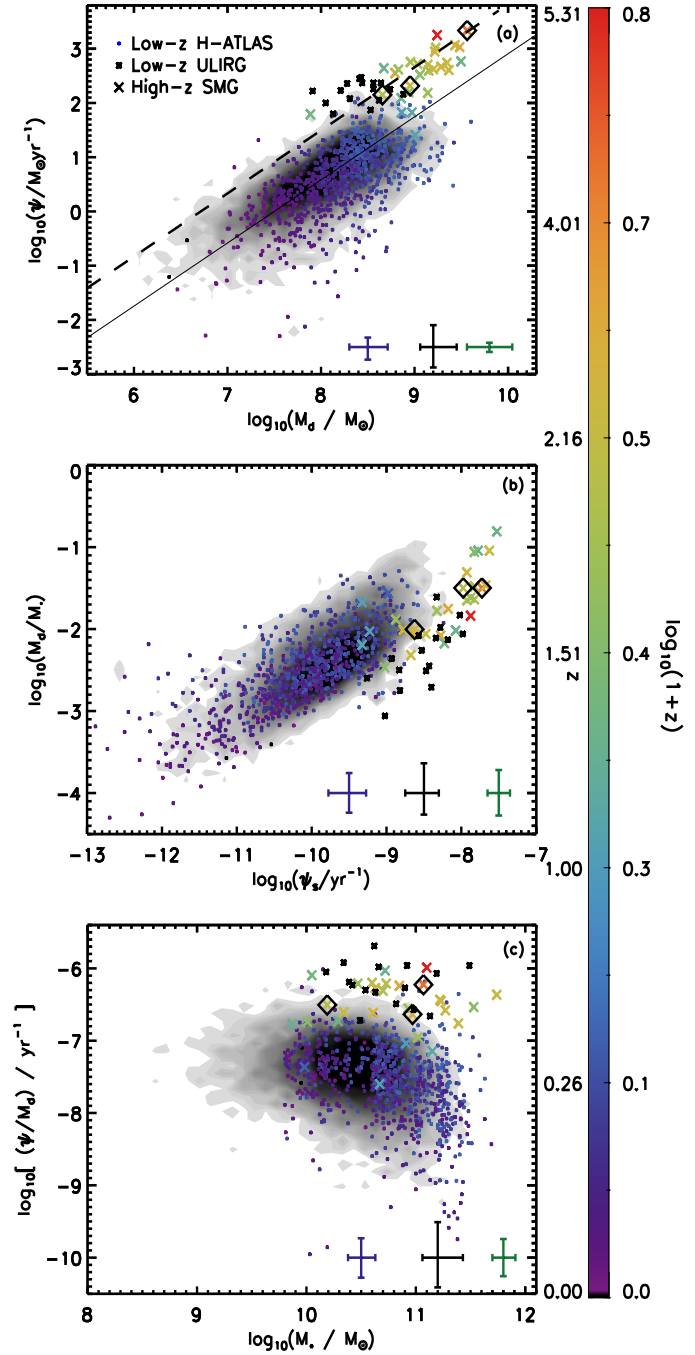 (a)
Low-z H-ATLAS
Low-z ULIRG
High-z SMG
3
2
1
0
-1
-2
-3
log₁₀(ψ/M⊙yr⁻¹)
6 7 8 9 10
log₁₀(M_d / M⊙)
(b)
0
-1
-2
-3
-4
log₁₀(M_d/M*)
-13 -12 -11 -10 -9 -8 -7
log₁₀(ψₛ/yr⁻¹)
(c)
-6
-7
-8
-9
-10
log₁₀[ (ψ/M_d) / yr⁻¹ ]
8 9 10 11 12
log₁₀(M* / M⊙)
5.31
4.01
2.16
1.51
1.00
0.26
0.00
z
0.8
0.7
0.5
0.4
0.3
0.1
0.0
log₁₀(1+z)